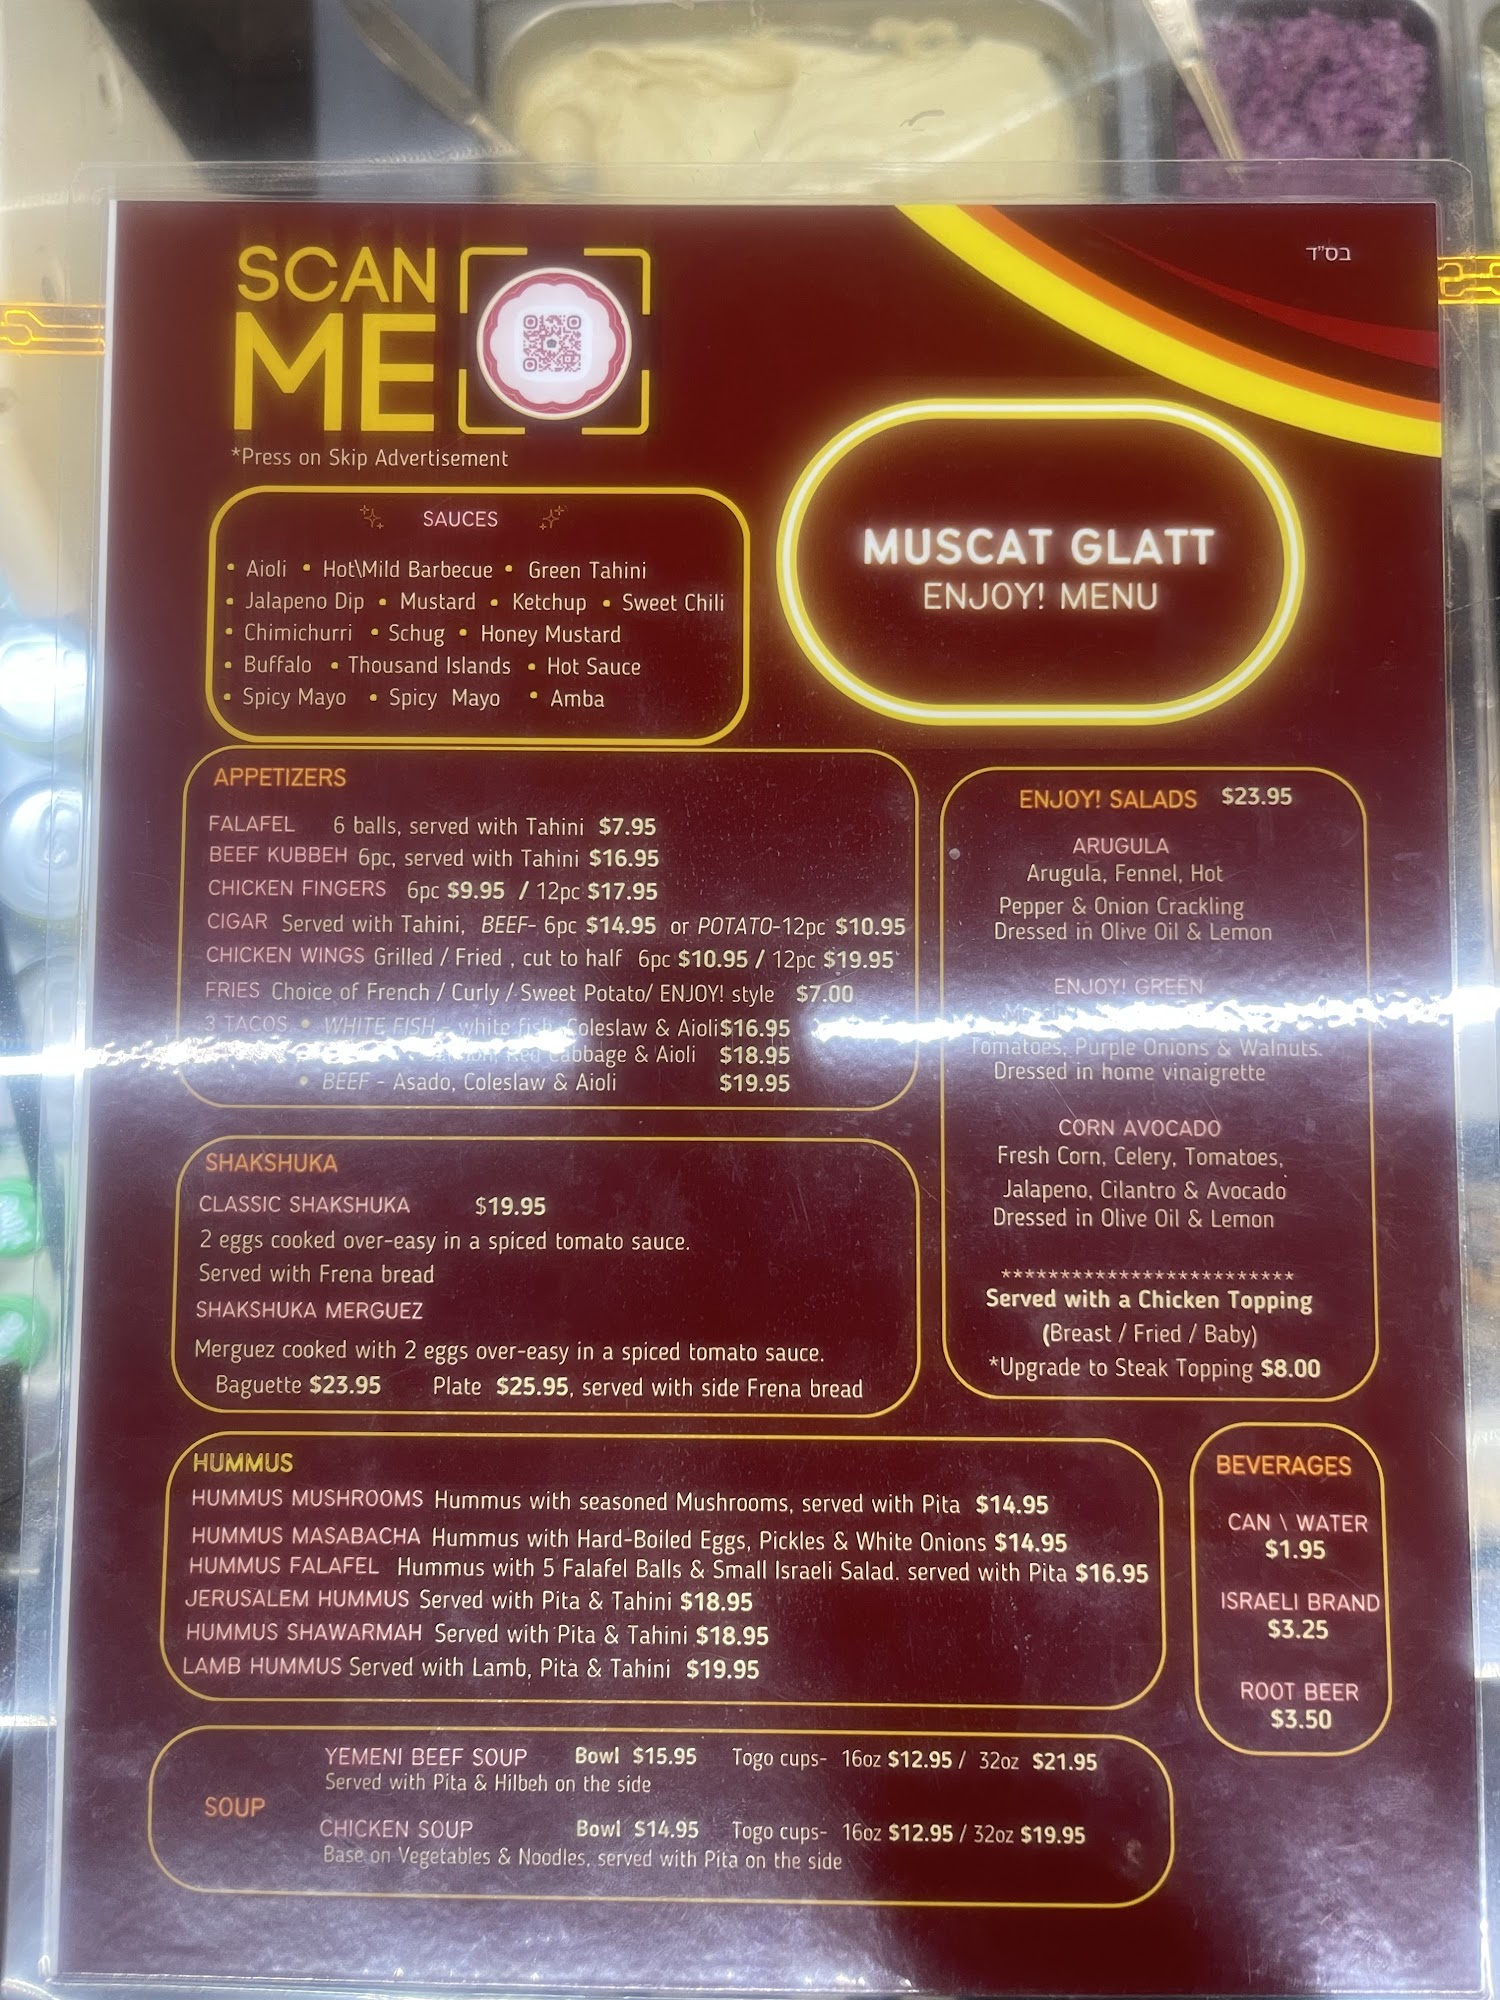 SCAN
ME
*Press on Skip Advertisement
בס"ד
MUSCAT GLATT
ENJOY! MENU
SAUCES
• Aioli • Hot\Mild Barbecue • Green Tahini
• Jalapeno Dip • Mustard • Ketchup • Sweet Chili
• Chimichurri • Schug • Honey Mustard
• Buffalo • Thousand Islands • Hot Sauce
• Spicy Mayo • Spicy Mayo • Amba
APPETIZERS
FALAFEL 6 balls, served with Tahini $7.95
BEEF KUBBEH 6pc, served with Tahini $16.95
CHICKEN FINGERS 6pc $9.95 / 12pc $17.95
CIGAR Served with Tahini, BEEF- 6pc $14.95 or POTATO-12pc $10.95
CHICKEN WINGS Grilled / Fried , cut to half 6pc $10.95 / 12pc $19.95
FRIES Choice of French / Curly / Sweet Potato/ ENJOY! style $7.00
3 TACOS • WHITE FISH - white fish, Coleslaw & Aioli $16.95
Red Cabbage & Aioli $18.95
• BEEF - Asado, Coleslaw & Aioli $19.95
ENJOY! SALADS $23.95
ARUGULA
Arugula, Fennel, Hot
Pepper & Onion Crackling
Dressed in Olive Oil & Lemon
ENJOY! GREEN
Tomatoes, Purple Onions & Walnuts.
Dressed in home vinaigrette
CORN AVOCADO
Fresh Corn, Celery, Tomatoes,
Jalapeno, Cilantro & Avocado
Dressed in Olive Oil & Lemon
*************************
Served with a Chicken Topping
(Breast / Fried / Baby)
*Upgrade to Steak Topping $8.00
SHAKSHUKA
CLASSIC SHAKSHUKA $19.95
2 eggs cooked over-easy in a spiced tomato sauce.
Served with Frena bread
SHAKSHUKA MERGUEZ
Merguez cooked with 2 eggs over-easy in a spiced tomato sauce.
Baguette $23.95 Plate $25.95, served with side Frena bread
HUMMUS
HUMMUS MUSHROOMS Hummus with seasoned Mushrooms, served with Pita $14.95
HUMMUS MASABACHA Hummus with Hard-Boiled Eggs, Pickles & White Onions $14.95
HUMMUS FALAFEL Hummus with 5 Falafel Balls & Small Israeli Salad. served with Pita $16.95
JERUSALEM HUMMUS Served with Pita & Tahini $18.95
HUMMUS SHAWARMAH Served with Pita & Tahini $18.95
LAMB HUMMUS Served with Lamb, Pita & Tahini $19.95
BEVERAGES
CAN \ WATER
$1.95
ISRAELI BRAND
$3.25
ROOT BEER
$3.50
SOUP
YEMENI BEEF SOUP Bowl $15.95 Togo cups- 16oz $12.95 / 32oz $21.95
Served with Pita & Hilbeh on the side
CHICKEN SOUP Bowl $14.95 Togo cups- 16oz $12.95 / 32oz $19.95
Base on Vegetables & Noodles, served with Pita on the side